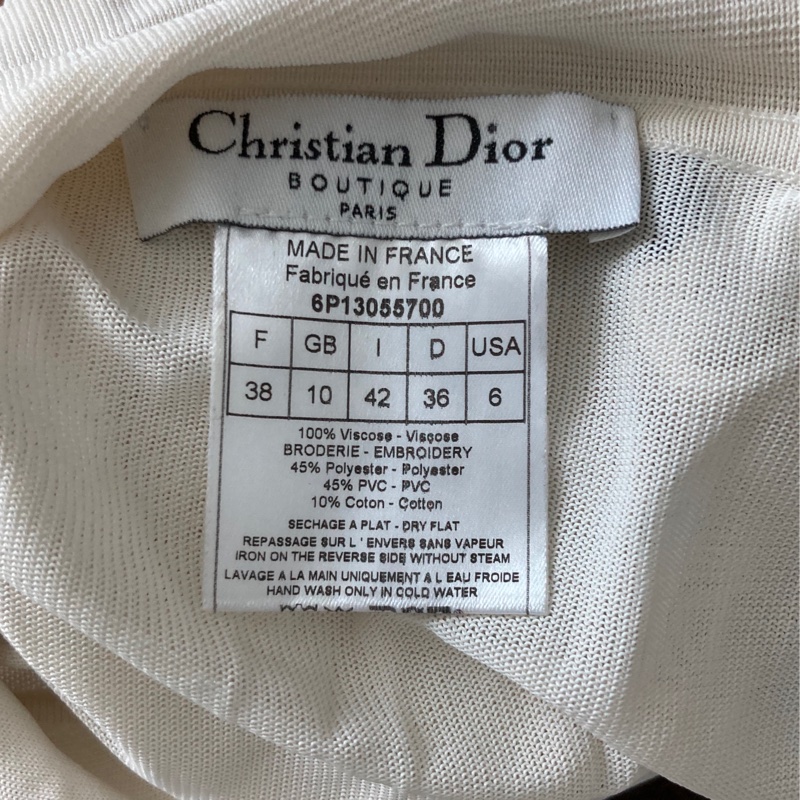 Christian Dior
BOUTIQUE
PARIS
MADE IN FRANCE
Fabriqué en France
6P13055700
F GB I D USA
38 10 42 36 6
100% Viscose - Viscose
BRODERIE - EMBROIDERY
45% Polyester - Polyester
45% PVC - PVC
10% Coton - Cotton
SECHAGE A PLAT - DRY FLAT
REPASSAGE SUR L ' ENVERS SANS VAPEUR
IRON ON THE REVERSE SIDE WITHOUT STEAM
LAVAGE A LA MAIN UNIQUEMENT A L EAU FROIDE
HAND WASH ONLY IN COLD WATER